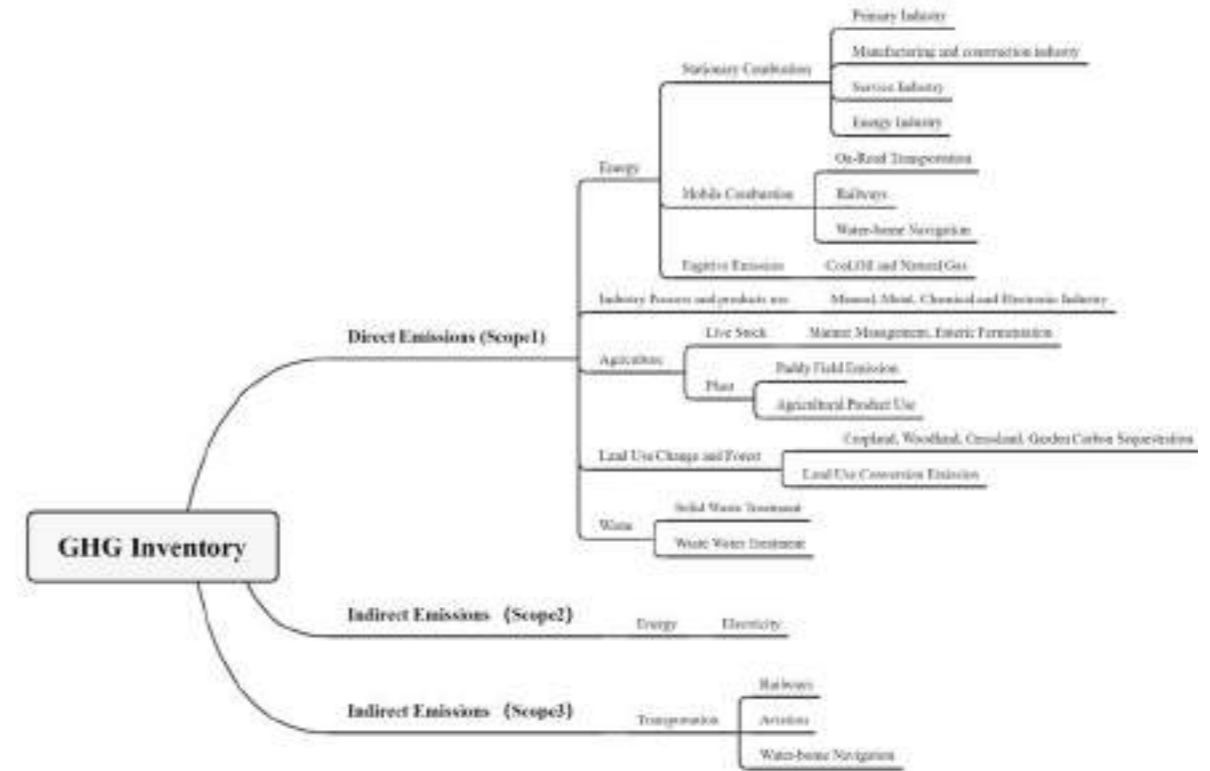 Primary Industry
Manufacturing and construction industry
Stationary Combustion
Service Industry
Energy Industry
On-Road Transportation
Energy
Mobile Combustion
Railways
Water-borne Navigation
Fugitive Emission
Coal,Oil and Natural Gas
Industry Process and products use
Mineral, Metal, Chemical and Electronic Industry
Direct Emissions (Scope1)
Live Stock
Manure Management, Enteric Fermentation
Agriculture
Paddy Field Emission
Plant
Agricultural Product Use
Cropland, Woodland, Grassland, Garden Carbon Sequestration
Land Use Change and Forest
Land Use Conversion Emission
Solid Waste Treatment
Waste
Waste Water Treatment
GHG Inventory
Indirect Emissions (Scope2)
Energy
Electricity
Railways
Indirect Emissions (Scope3)
Transportation
Aviation
Water-borne Navigation